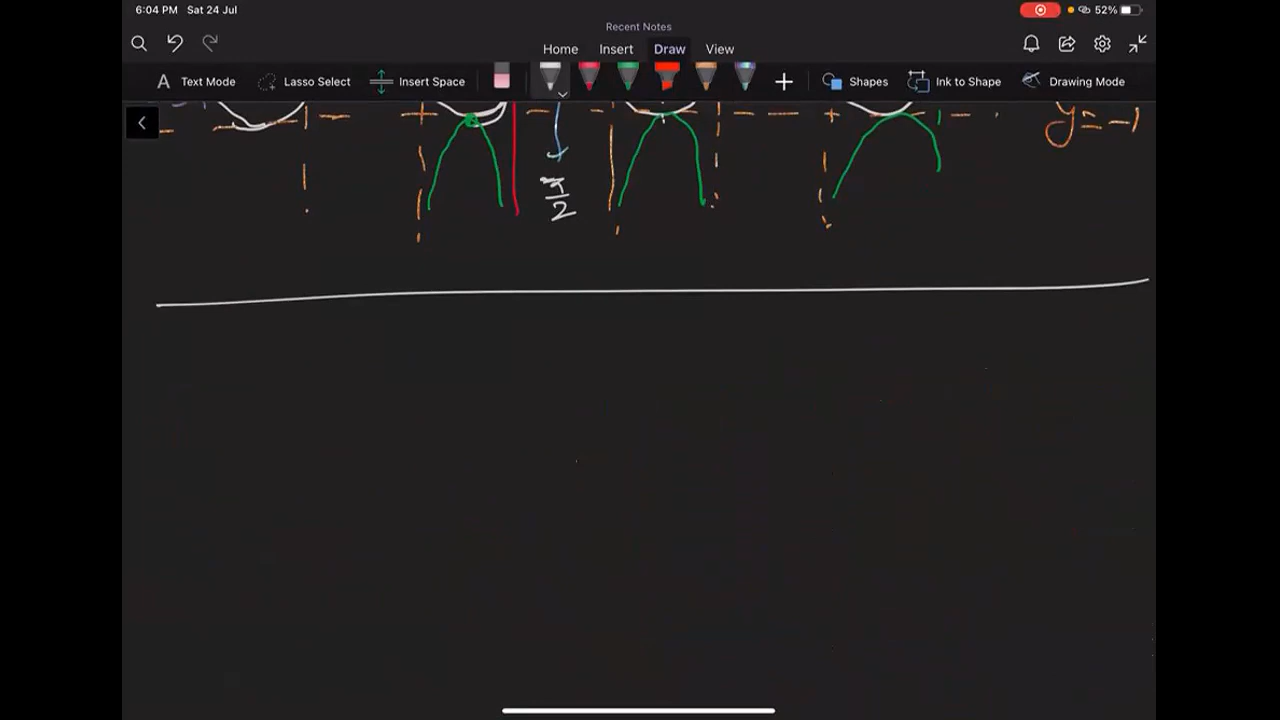 6:04 PM Sat 24 Jul 52%
Recent Notes
Home Insert Draw View
Text Mode Lasso Select Insert Space Shapes Ink to Shape Drawing Mode
y = -1
π/2